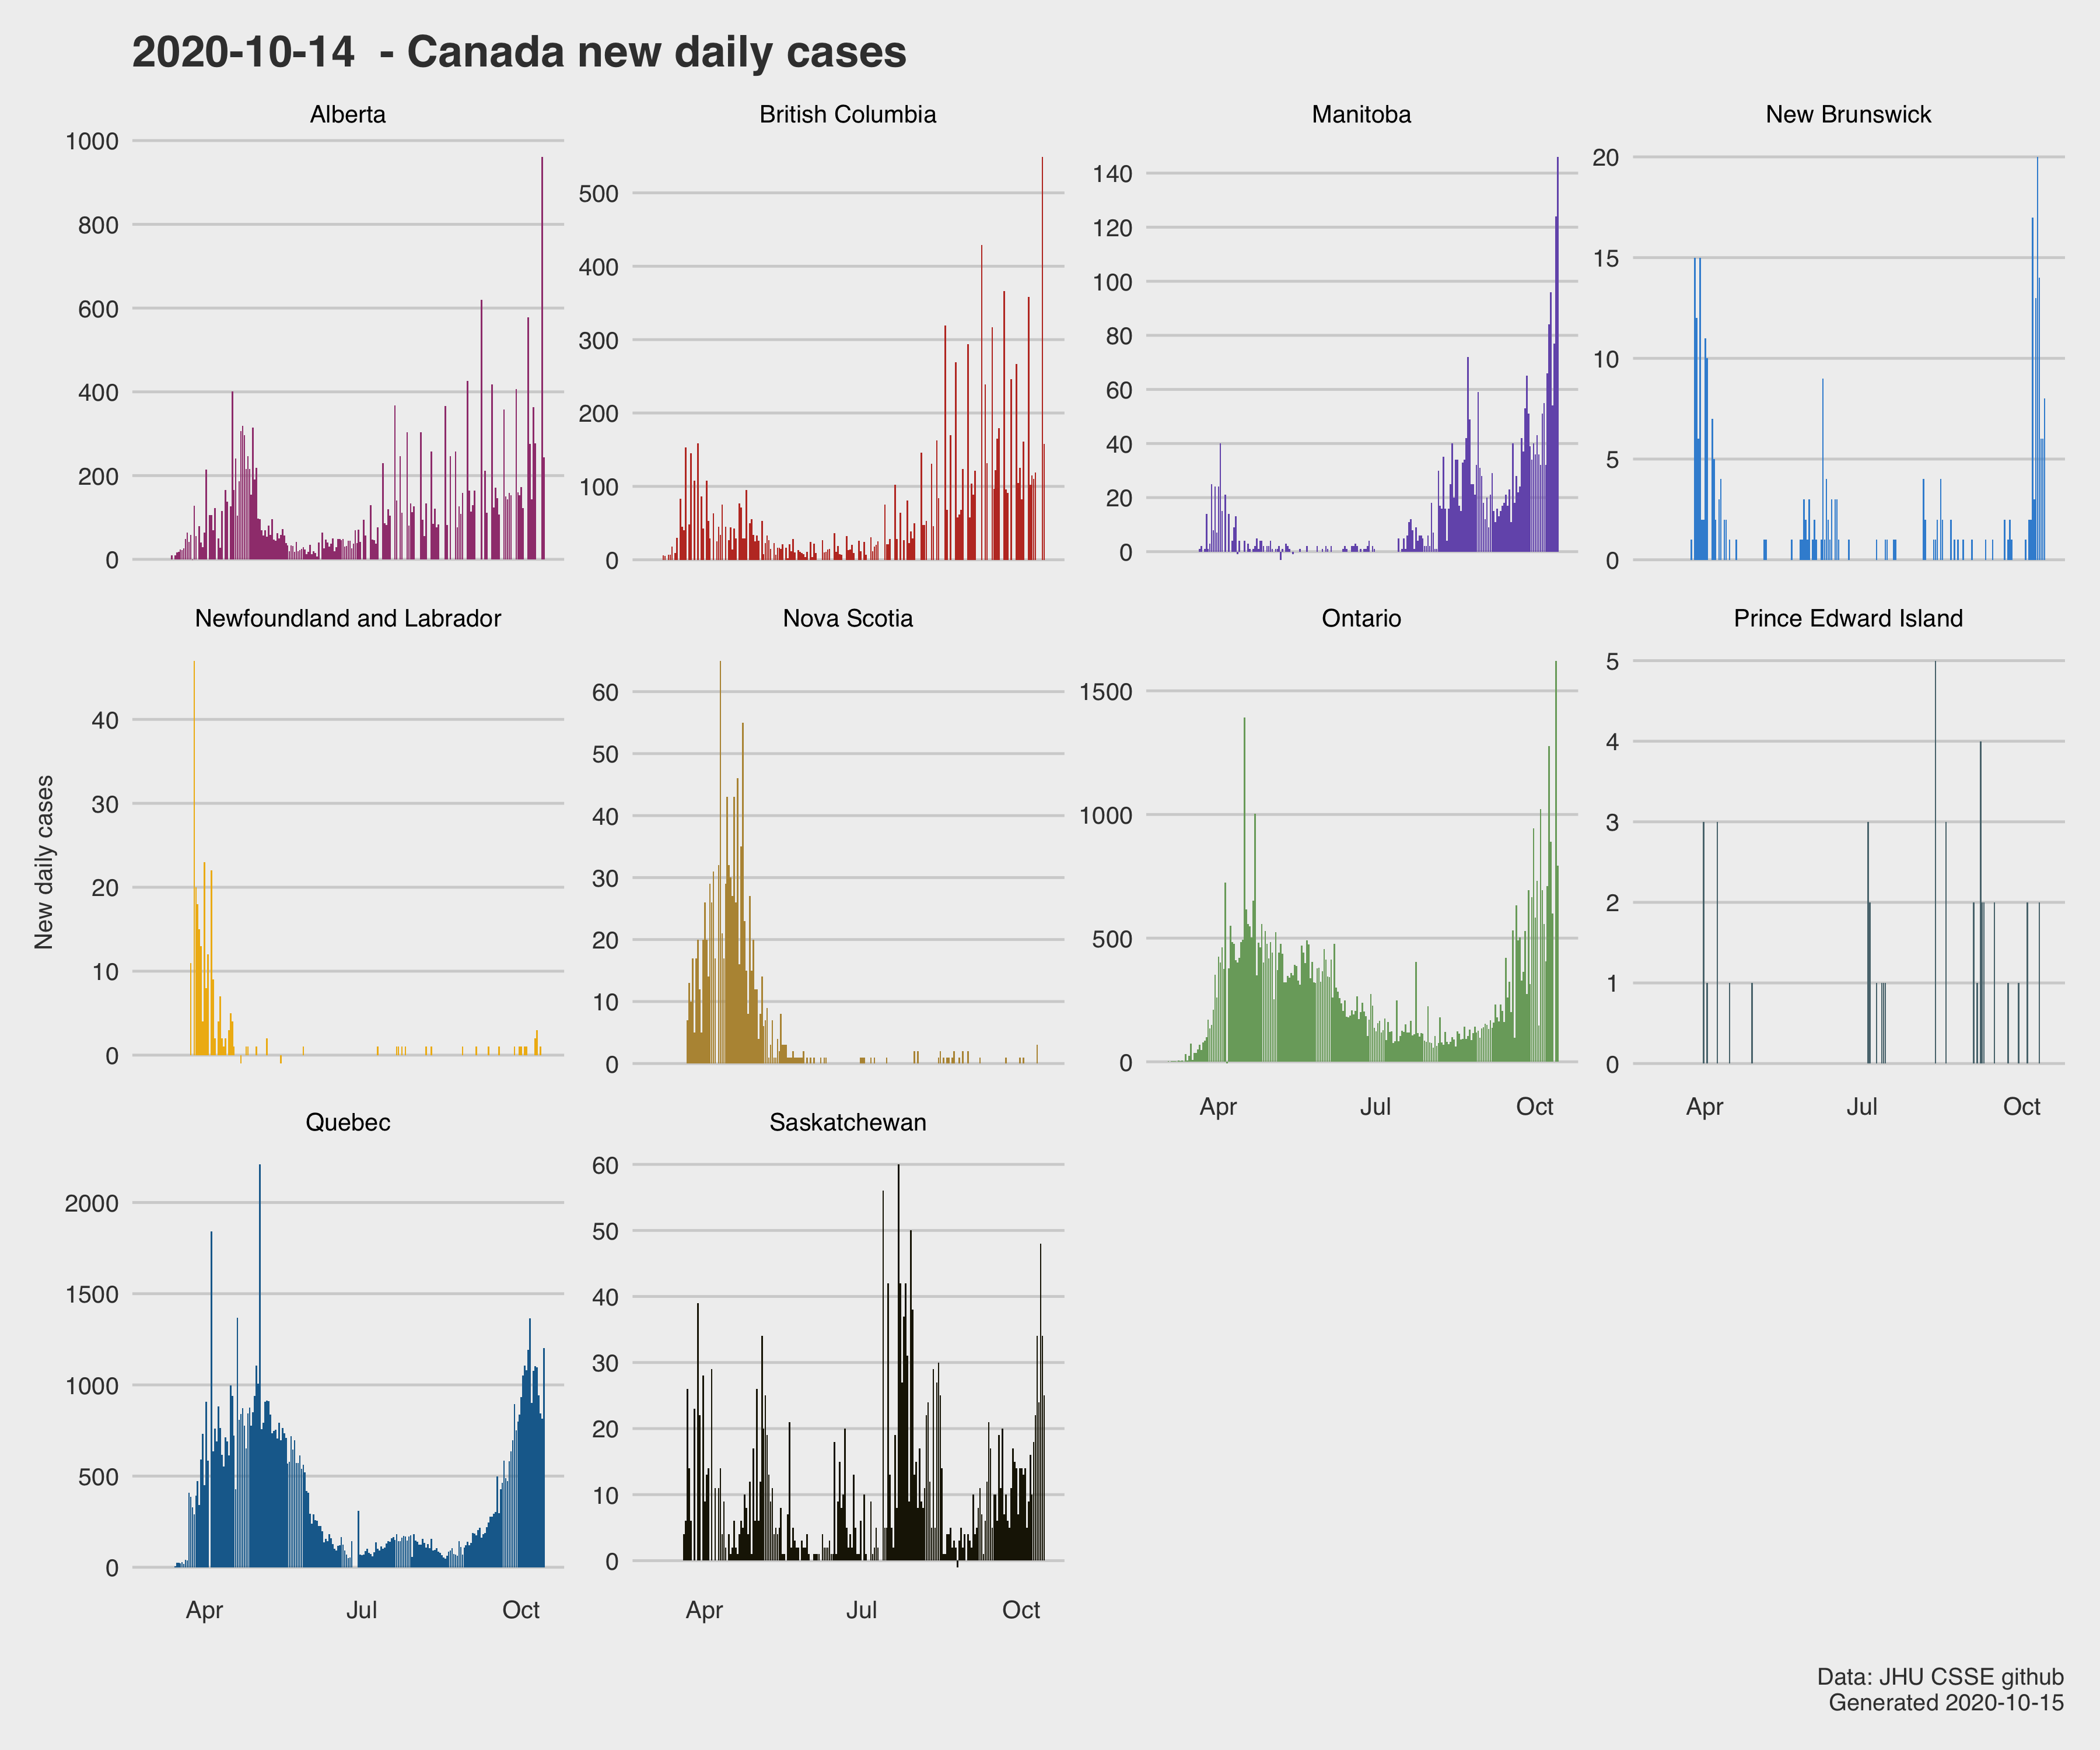 2020-10-14  - Canada new daily cases
Alberta
British Columbia
Manitoba
New Brunswick
1000
800
600
400
200
0
500
400
300
200
100
0
140
120
100
80
60
40
20
0
20
15
10
5
0
Newfoundland and Labrador
Nova Scotia
Ontario
Prince Edward Island
New daily cases
40
30
20
10
0
60
50
40
30
20
10
0
1500
1000
500
0
5
4
3
2
1
0
Apr
Jul
Oct
Apr
Jul
Oct
Quebec
Saskatchewan
2000
1500
1000
500
0
60
50
40
30
20
10
0
Apr
Jul
Oct
Apr
Jul
Oct
Data: JHU CSSE github
Generated 2020-10-15